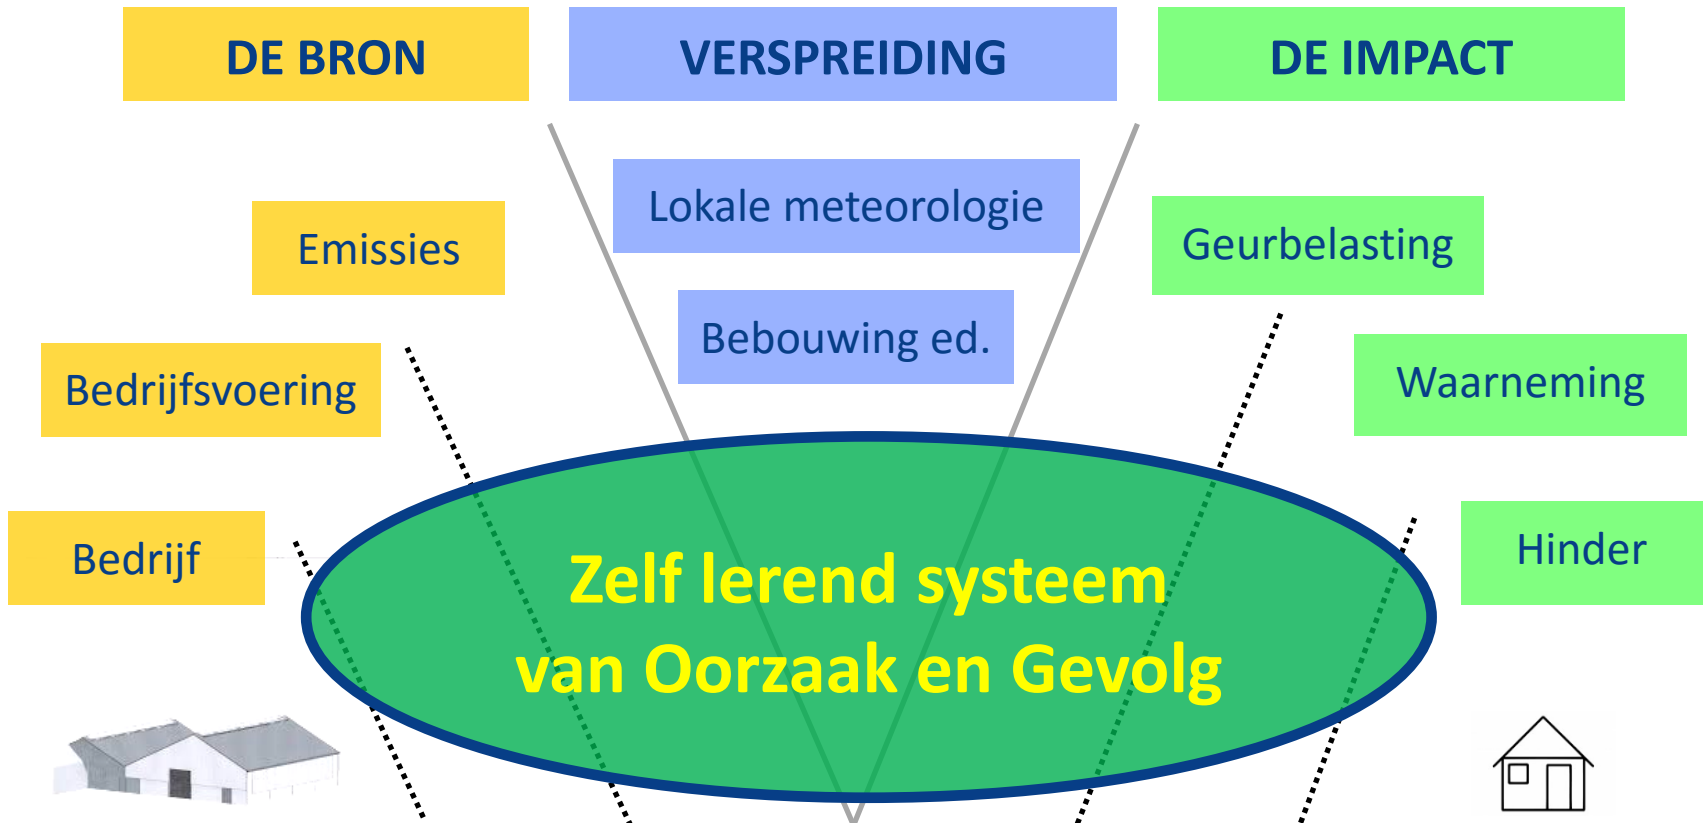 DE BRON
VERSPREIDING
DE IMPACT
Lokale meteorologie
Emissies
Geurbelasting
Bebouwing ed.
Bedrijfsvoering
Waarneming
Bedrijf
Hinder
Zelf lerend systeem
van Oorzaak en Gevolg